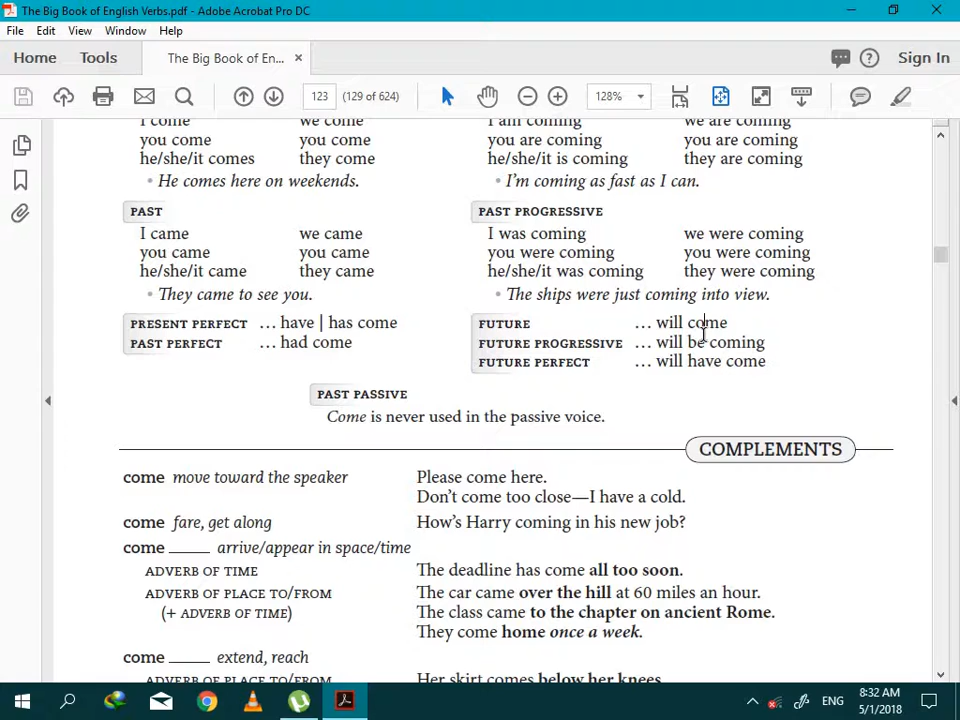 The Big Book of English Verbs.pdf - Adobe Acrobat Pro DC
File Edit View Window Help
Home Tools The Big Book of En... × Sign In
123 (129 of 624) 128%
I come we come I am coming we are coming
you come you come you are coming you are coming
he/she/it comes they come he/she/it is coming they are coming
• He comes here on weekends. • I'm coming as fast as I can.
PAST PAST PROGRESSIVE
I came we came I was coming we were coming
you came you came you were coming you were coming
he/she/it came they came he/she/it was coming they were coming
• They came to see you. • The ships were just coming into view.
PRESENT PERFECT … have | has come FUTURE … will come
PAST PERFECT … had come FUTURE PROGRESSIVE … will be coming
FUTURE PERFECT … will have come
PAST PASSIVE
Come is never used in the passive voice.
COMPLEMENTS
come move toward the speaker Please come here.
Don't come too close—I have a cold.
come fare, get along How's Harry coming in his new job?
come _____ arrive/appear in space/time
ADVERB OF TIME The deadline has come all too soon.
ADVERB OF PLACE TO/FROM The car came over the hill at 60 miles an hour.
(+ ADVERB OF TIME) The class came to the chapter on ancient Rome.
They come home once a week.
come _____ extend, reach
ADVERB OF PLACE TO/FROM Her skirt comes below her knees.
ENG 8:32 AM
5/1/2018